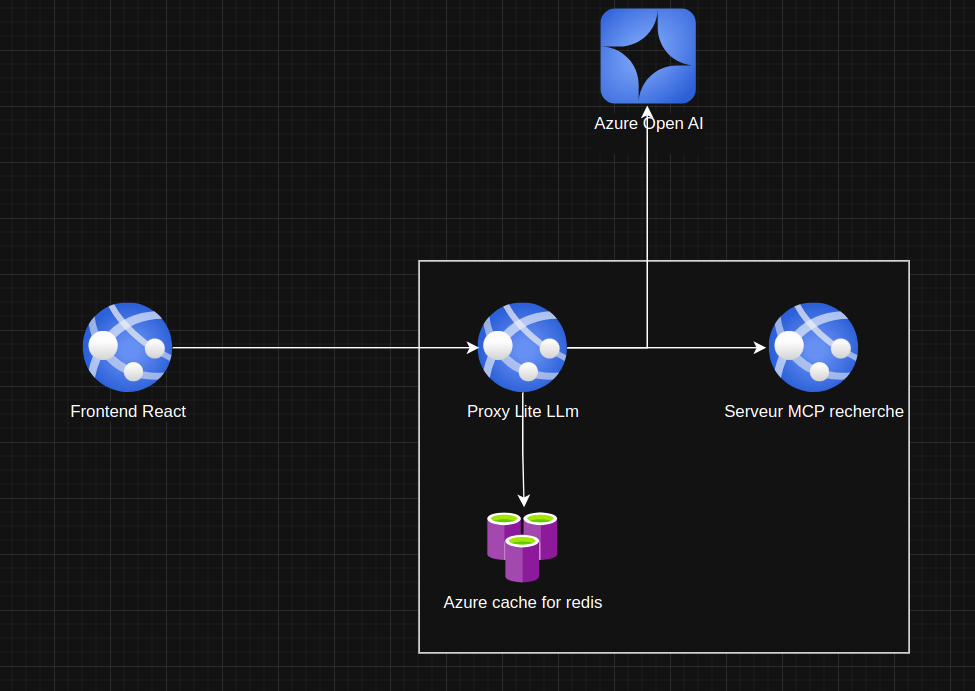 Azure Open AI
Frontend React
Proxy Lite LLm
Serveur MCP recherche
Azure cache for redis